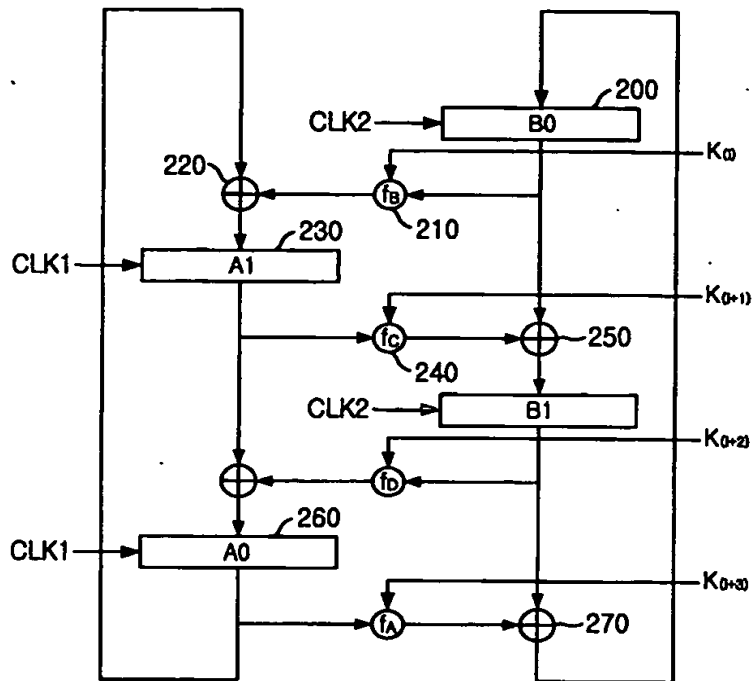 200
CLK2
B0
K(i)
220
fB
210
230
CLK1
A1
K(i+1)
fC
250
240
CLK2
B1
K(i+2)
fD
260
CLK1
A0
K(i+3)
fA
270